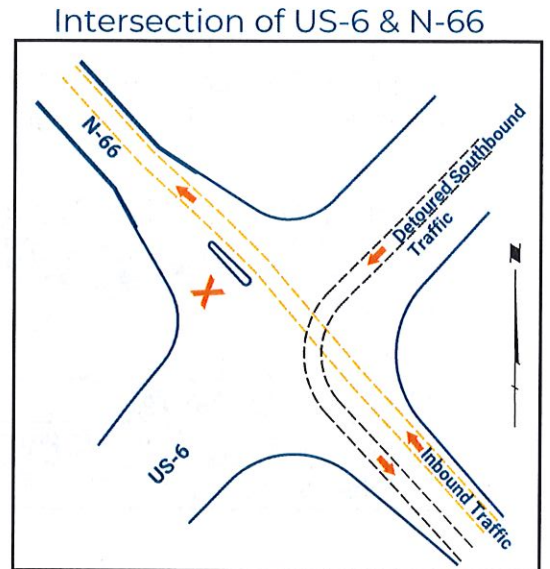 Intersection of US-6 & N-66
N-66
Detoured Southbound
Traffic
N
US-6
Inbound Traffic